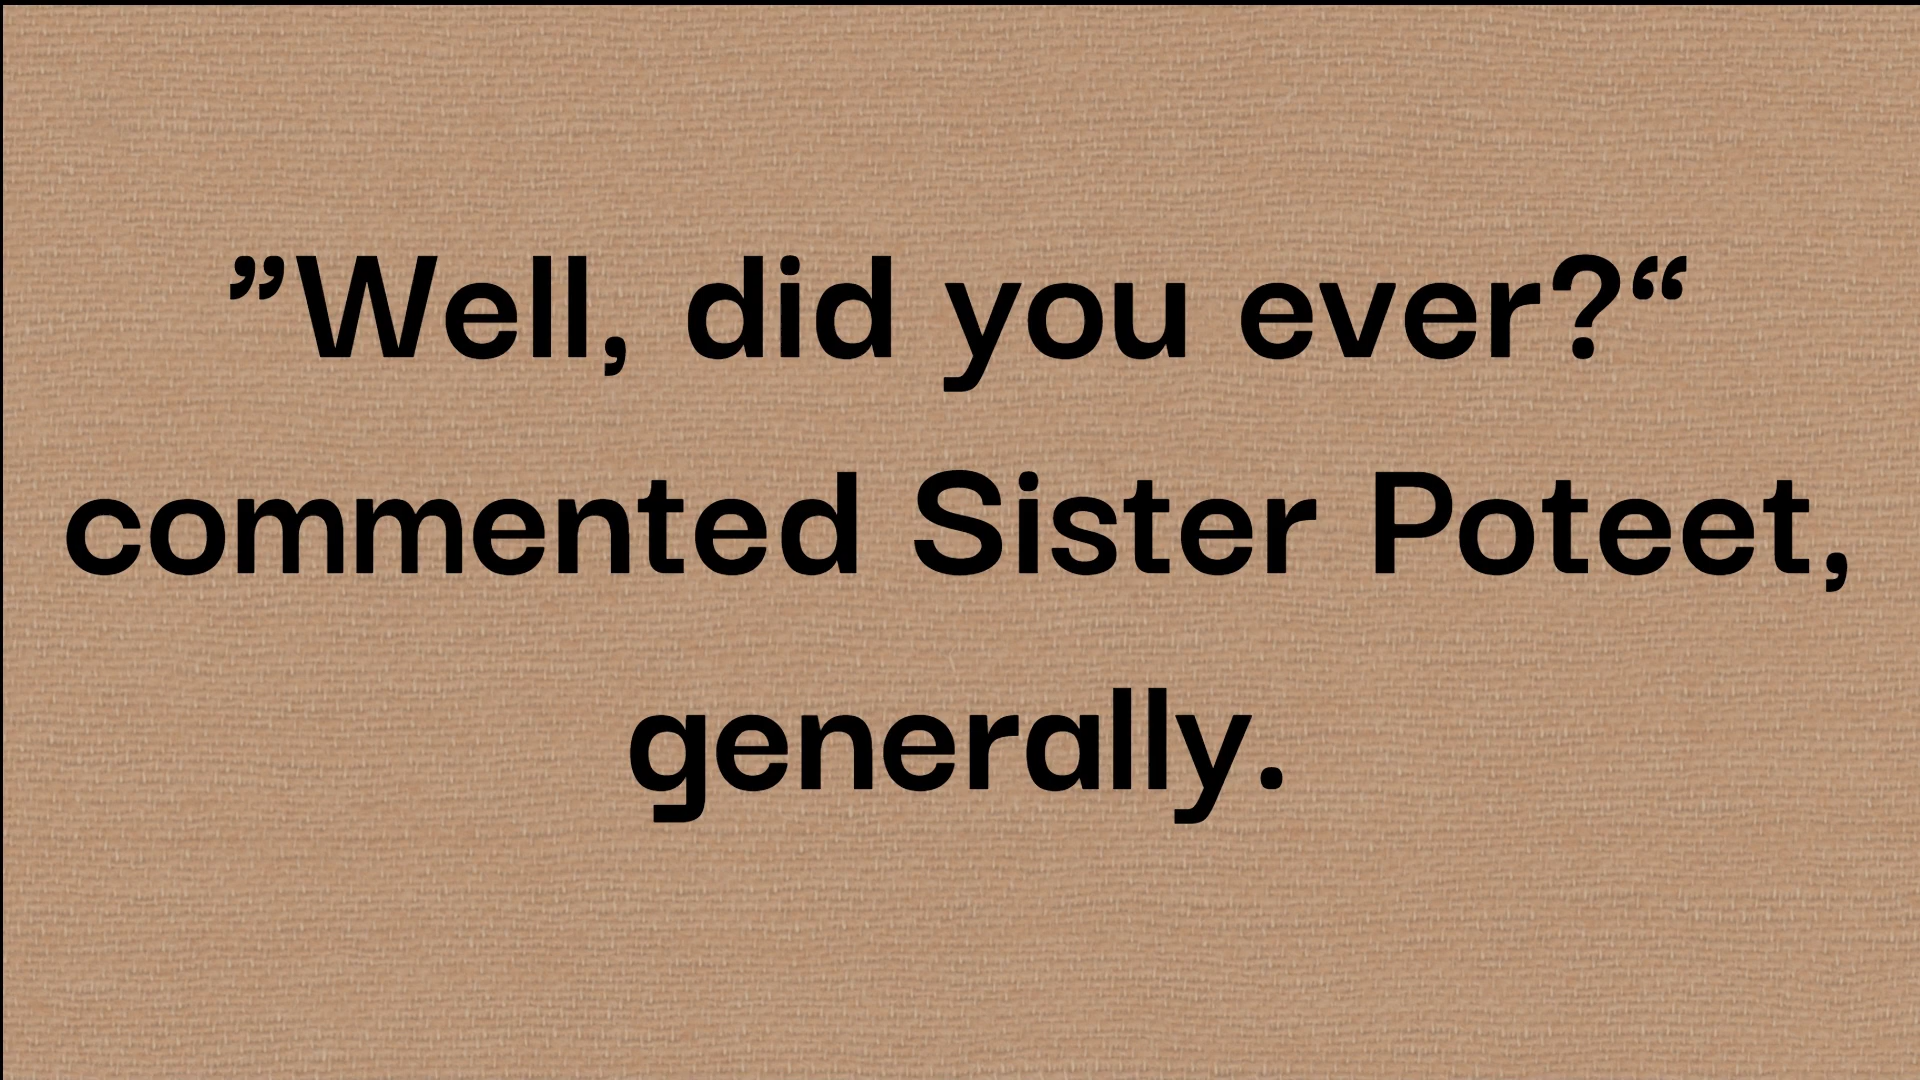 ”Well, did you ever?“
commented Sister Poteet,
generally.